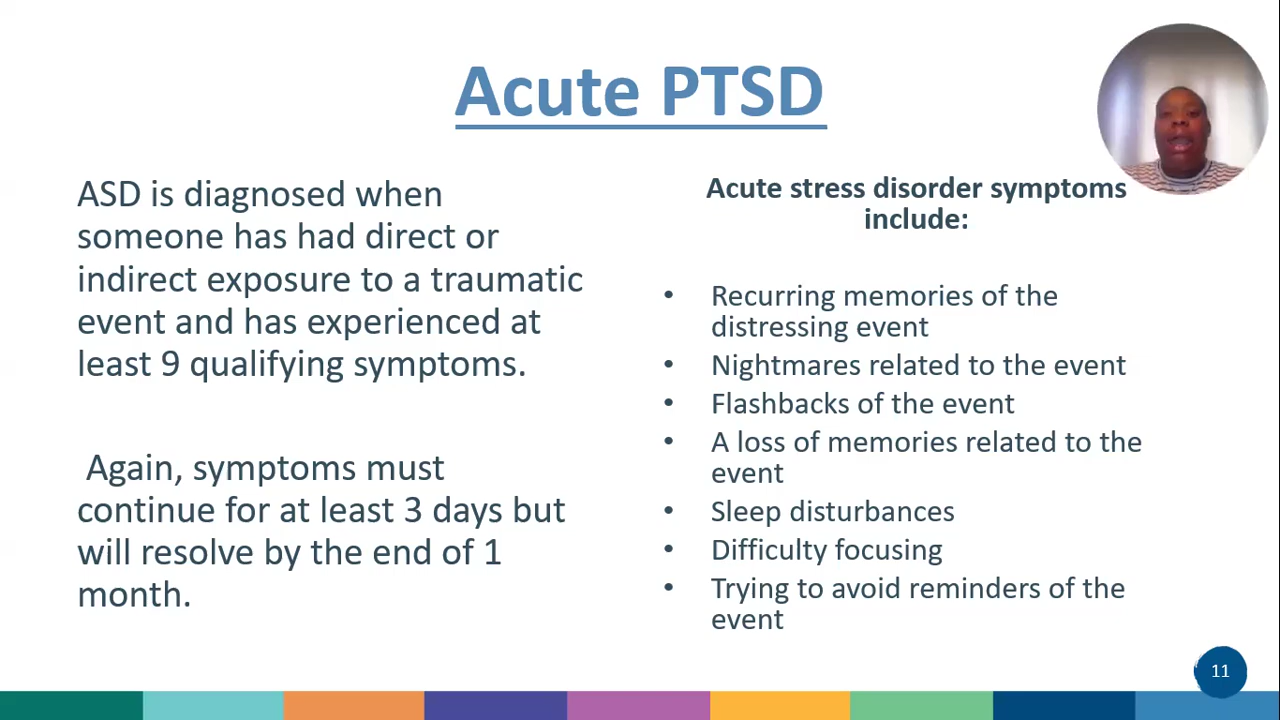 Acute PTSD
ASD is diagnosed when
someone has had direct or
indirect exposure to a traumatic
event and has experienced at
least 9 qualifying symptoms.
Again, symptoms must
continue for at least 3 days but
will resolve by the end of 1
month.
Acute stress disorder symptoms
include:
• Recurring memories of the
distressing event
• Nightmares related to the event
• Flashbacks of the event
• A loss of memories related to the
event
• Sleep disturbances
• Difficulty focusing
• Trying to avoid reminders of the
event
11